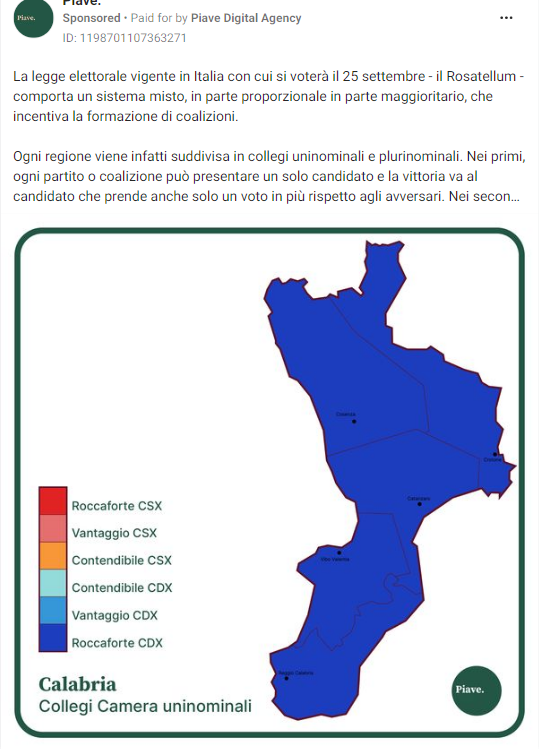 Piave.
Piave.
Sponsored • Paid for by Piave Digital Agency
ID: 1198701107363271
La legge elettorale vigente in Italia con cui si voterà il 25 settembre - il Rosatellum -
comporta un sistema misto, in parte proporzionale in parte maggioritario, che
incentiva la formazione di coalizioni.
Ogni regione viene infatti suddivisa in collegi uninominali e plurinominali. Nei primi,
ogni partito o coalizione può presentare un solo candidato e la vittoria va al
candidato che prende anche solo un voto in più rispetto agli avversari. Nei secon...
Cosenza
Crotone
Catanzaro
Vibo Valentia
Reggio Calabria
Roccaforte CSX
Vantaggio CSX
Contendibile CSX
Contendibile CDX
Vantaggio CDX
Roccaforte CDX
Calabria
Collegi Camera uninominali
Piave.